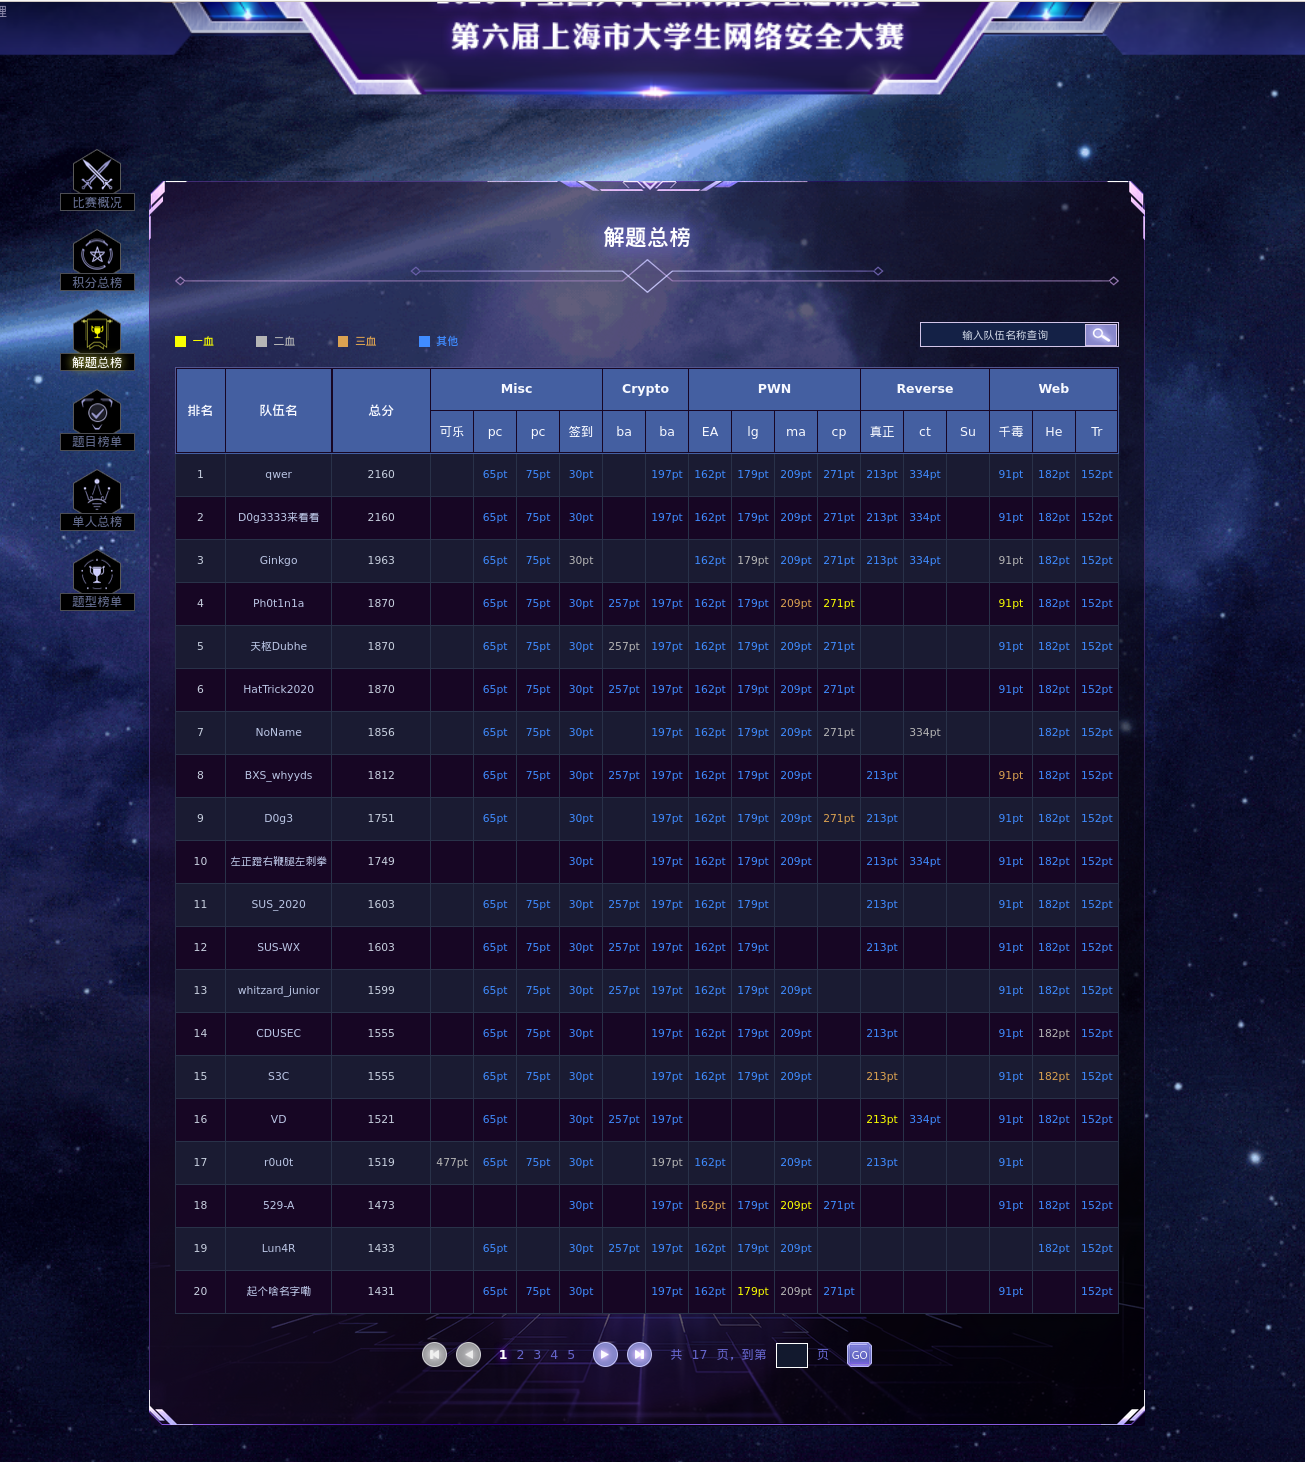 理
第六届上海市大学生网络安全大赛
比赛概况
积分总榜
解题总榜
题目榜单
单人总榜
题型榜单
解题总榜
一血 二血 三血 其他
输入队伍名称查询
排名 队伍名 总分 Misc Crypto PWN Reverse Web
可乐 pc pc 签到 ba ba EA lg ma cp 真正 ct Su 千毒 He Tr
1 qwer 2160 65pt 75pt 30pt 197pt 162pt 179pt 209pt 271pt 213pt 334pt 91pt 182pt 152pt
2 D0g3333来看看 2160 65pt 75pt 30pt 197pt 162pt 179pt 209pt 271pt 213pt 334pt 91pt 182pt 152pt
3 Ginkgo 1963 65pt 75pt 30pt 162pt 179pt 209pt 271pt 213pt 334pt 91pt 182pt 152pt
4 Ph0t1n1a 1870 65pt 75pt 30pt 257pt 197pt 162pt 179pt 209pt 271pt 91pt 182pt 152pt
5 天枢Dubhe 1870 65pt 75pt 30pt 257pt 197pt 162pt 179pt 209pt 271pt 91pt 182pt 152pt
6 HatTrick2020 1870 65pt 75pt 30pt 257pt 197pt 162pt 179pt 209pt 271pt 91pt 182pt 152pt
7 NoName 1856 65pt 75pt 30pt 197pt 162pt 179pt 209pt 271pt 334pt 182pt 152pt
8 BXS_whyyds 1812 65pt 75pt 30pt 257pt 197pt 162pt 179pt 209pt 213pt 91pt 182pt 152pt
9 D0g3 1751 65pt 30pt 197pt 162pt 179pt 209pt 271pt 213pt 91pt 182pt 152pt
10 左正蹬右鞭腿左刺拳 1749 30pt 197pt 162pt 179pt 209pt 213pt 334pt 91pt 182pt 152pt
11 SUS_2020 1603 65pt 75pt 30pt 257pt 197pt 162pt 179pt 213pt 91pt 182pt 152pt
12 SUS-WX 1603 65pt 75pt 30pt 257pt 197pt 162pt 179pt 213pt 91pt 182pt 152pt
13 whitzard_junior 1599 65pt 75pt 30pt 257pt 197pt 162pt 179pt 209pt 91pt 182pt 152pt
14 CDUSEC 1555 65pt 75pt 30pt 197pt 162pt 179pt 209pt 213pt 91pt 182pt 152pt
15 S3C 1555 65pt 75pt 30pt 197pt 162pt 179pt 209pt 213pt 91pt 182pt 152pt
16 VD 1521 65pt 30pt 257pt 197pt 213pt 334pt 91pt 182pt 152pt
17 r0u0t 1519 477pt 65pt 75pt 30pt 197pt 162pt 209pt 213pt 91pt
18 529-A 1473 30pt 197pt 162pt 179pt 209pt 271pt 91pt 182pt 152pt
19 Lun4R 1433 65pt 30pt 257pt 197pt 162pt 179pt 209pt 182pt 152pt
20 起个啥名字嘞 1431 65pt 75pt 30pt 197pt 162pt 179pt 209pt 271pt 91pt 152pt
1 2 3 4 5 共 17 页，到第 页 GO